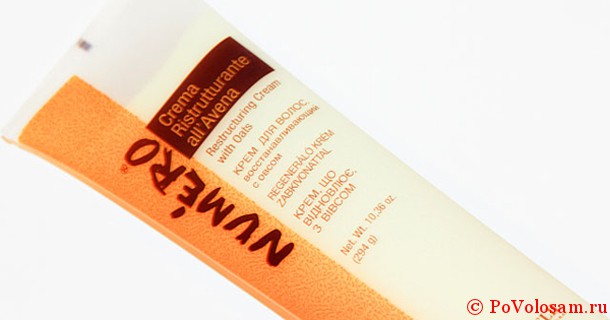 NUMÉRO
Crema
Ristrutturante
all'Avena
Restructuring Cream
with Oats
КРЕМ ДЛЯ ВОЛОС,
восстанавливающий
с овсом
REGENERÁLÓ KRÉM
ZABKIVONATTAL
КРЕМ, ЩО
ВІДНОВЛЮЄ,
З ВІВСОМ
Net. Wt. 10,36 oz.
(294 g)
© PoVolosam.ru